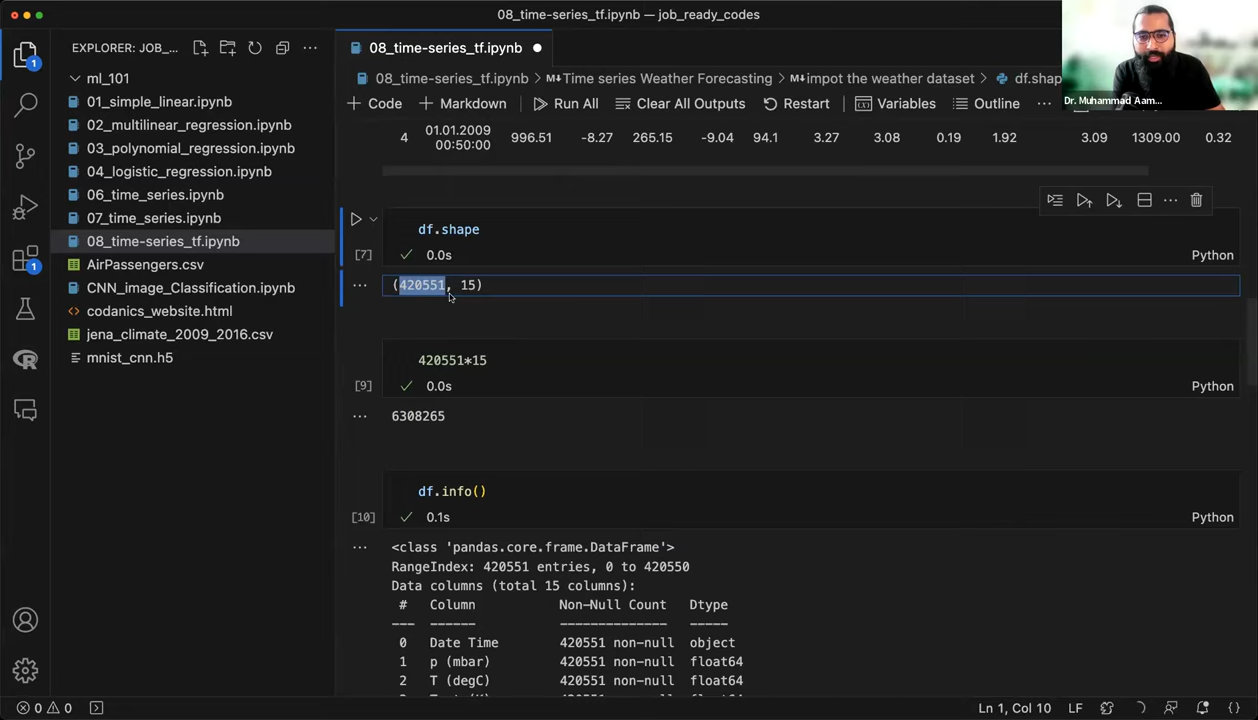 08_time-series_tf.ipynb — job_ready_codes
EXPLORER: JOB_...
08_time-series_tf.ipynb
Dr. Muhammad Aam...
08_time-series_tf.ipynb > M↓Time series Weather Forecasting > M↓impot the weather dataset > df.shap
+ Code + Markdown Run All Clear All Outputs Restart Variables Outline ...
ml_101
01_simple_linear.ipynb
02_multilinear_regression.ipynb
03_polynomial_regression.ipynb
04_logistic_regression.ipynb
06_time_series.ipynb
07_time_series.ipynb
08_time-series_tf.ipynb
AirPassengers.csv
CNN_image_Classification.ipynb
codanics_website.html
jena_climate_2009_2016.csv
mnist_cnn.h5
1
1
4 01.01.2009 00:50:00 996.51 -8.27 265.15 -9.04 94.1 3.27 3.08 0.19 1.92 3.09 1309.00 0.32
df.shape
[7] 0.0s Python
(420551, 15)
420551*15
[9] 0.0s Python
6308265
df.info()
[10] 0.1s Python
<class 'pandas.core.frame.DataFrame'>
RangeIndex: 420551 entries, 0 to 420550
Data columns (total 15 columns):
# Column Non-Null Count Dtype
--- ------ -------------- -----
0 Date Time 420551 non-null object
1 p (mbar) 420551 non-null float64
2 T (degC) 420551 non-null float64
0 0 Ln 1, Col 10 LF